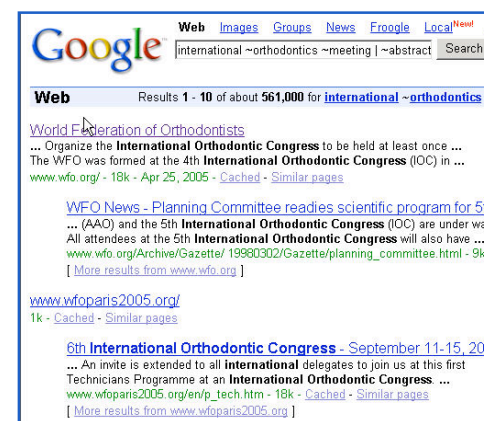 Google
Web Images Groups News Froogle Local New!
international ~orthodontics ~meeting | ~abstract Search
Web Results 1 - 10 of about 561,000 for international ~orthodontics
World Federation of Orthodontists
... Organize the International Orthodontic Congress to be held at least once ...
The WFO was formed at the 4th International Orthodontic Congress (IOC) in ...
www.wfo.org/ - 18k - Apr 25, 2005 - Cached - Similar pages
WFO News - Planning Committee readies scientific program for 5
... (AAO) and the 5th International Orthodontic Congress (IOC) are under wa
All attendees at the 5th International Orthodontic Congress will also have ...
www.wfo.org/Archive/Gazette/ 19980302/Gazette/planning_committee.html - 9k
[ More results from www.wfo.org ]
www.wfoparis2005.org/
1k - Cached - Similar pages
6th International Orthodontic Congress - September 11-15, 20
... An invite is extended to all international delegates to join us at this first
Technicians Programme at an International Orthodontic Congress. ...
www.wfoparis2005.org/en/p_tech.htm - 18k - Cached - Similar pages
[ More results from www.wfoparis2005.org ]